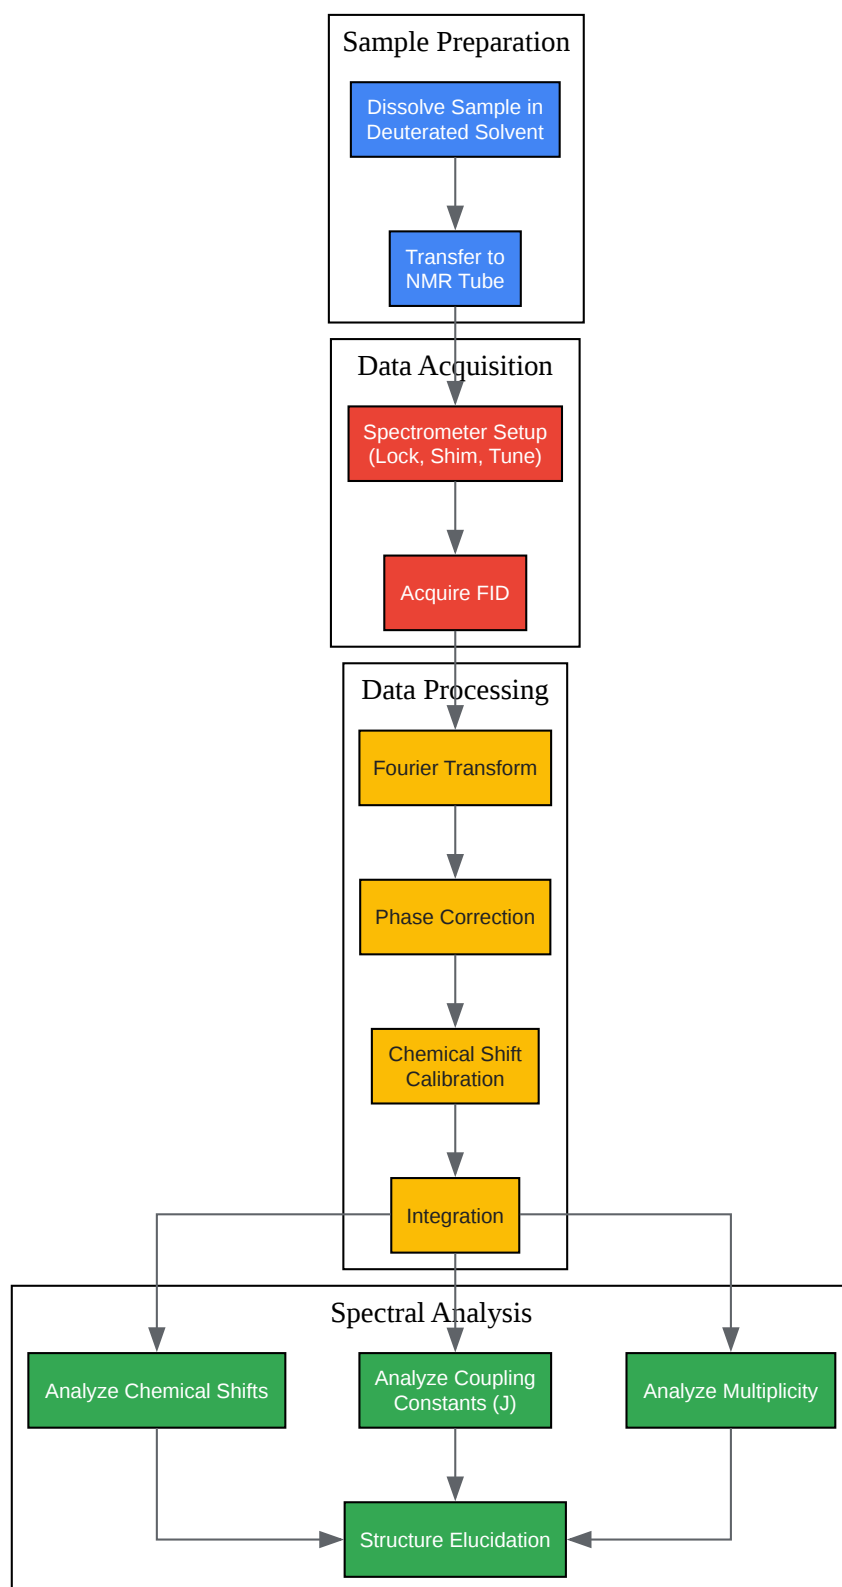 Sample Preparation
Dissolve Sample in
Deuterated Solvent
Transfer to
NMR Tube
Data Acquisition
Spectrometer Setup
(Lock, Shim, Tune)
Acquire FID
Data Processing
Fourier Transform
Phase Correction
Chemical Shift
Calibration
Integration
Spectral Analysis
Analyze Chemical Shifts
Analyze Coupling
Constants (J)
Analyze Multiplicity
Structure Elucidation